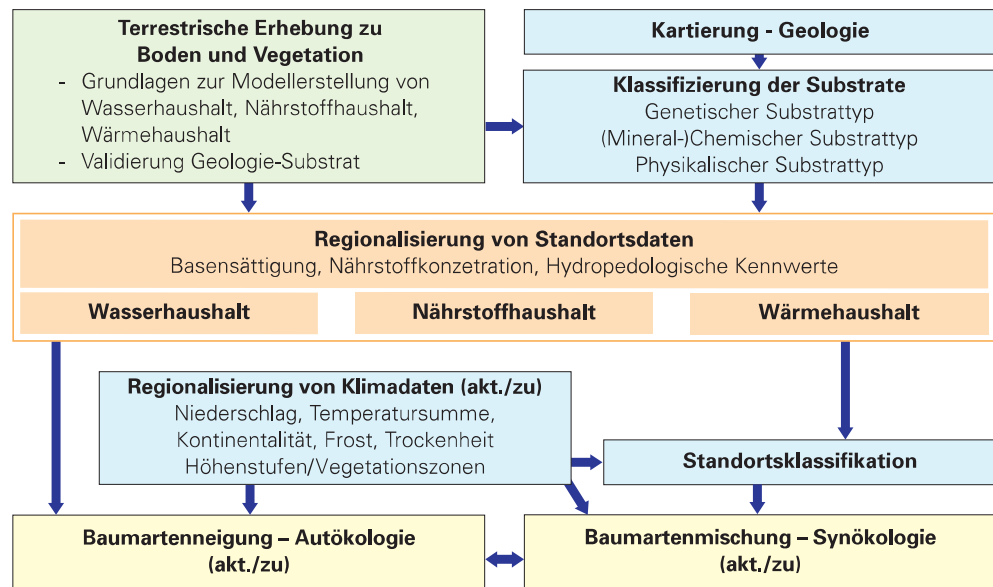 Terrestrische Erhebung zu
Boden und Vegetation
- Grundlagen zur Modellerstellung von
Wasserhaushalt, Nährstoffhaushalt,
Wärmehaushalt
- Validierung Geologie-Substrat
Kartierung - Geologie
Klassifizierung der Substrate
Genetischer Substrattyp
(Mineral-)Chemischer Substrattyp
Physikalischer Substrattyp
Regionalisierung von Standortsdaten
Basensättigung, Nährstoffkonzetration, Hydropedologische Kennwerte
Wasserhaushalt
Nährstoffhaushalt
Wärmehaushalt
Regionalisierung von Klimadaten (akt./zu)
Niederschlag, Temperatursumme,
Kontinentalität, Frost, Trockenheit
Höhenstufen/Vegetationszonen
Standortsklassifikation
Baumartenneigung – Autökologie
(akt./zu)
Baumartenmischung – Synökologie
(akt./zu)